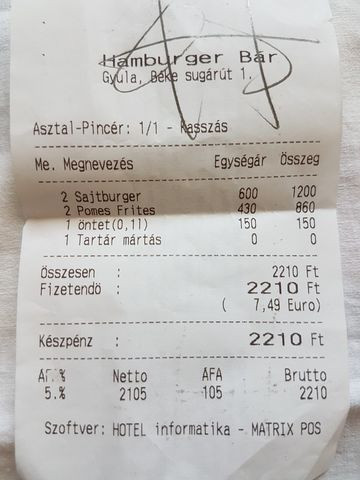 Hamburger Bár
Gyula, Béke sugárút 1.
Asztal-Pincér: 1/1 - Kasszás
Me. Megnevezés Egységár Összeg
2 Sajtburger 600 1200
2 Pomes Frites 430 860
1 öntet(0,1l) 150 150
1 Tartár mártás 0 0
Összesen : 2210 Ft
Fizetendö : 2210 Ft
( 7,49 Euro)
Készpénz : 2210 Ft
AFA% Netto AFA Brutto
5.% 2105 105 2210
Szoftver: HOTEL informatika - MATRIX POS